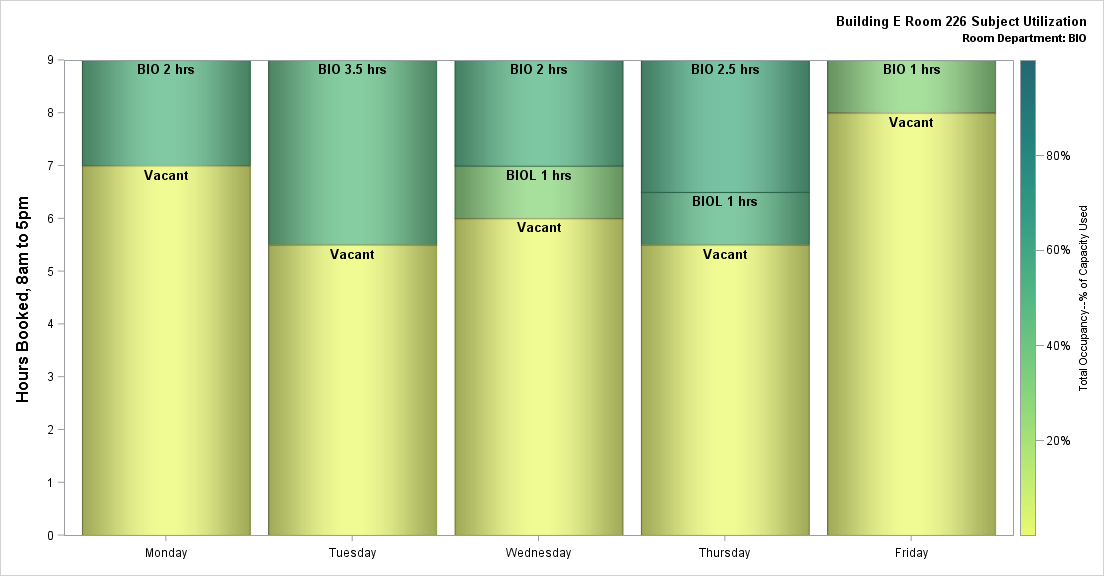 Building E Room 226 Subject Utilization
Room Department: BIO
Hours Booked, 8am to 5pm
9
8
7
6
5
4
3
2
1
0
BIO 2 hrs
Vacant
BIO 3.5 hrs
Vacant
BIO 2 hrs
BIOL 1 hrs
Vacant
BIO 2.5 hrs
BIOL 1 hrs
Vacant
BIO 1 hrs
Vacant
Monday
Tuesday
Wednesday
Thursday
Friday
80%
60%
40%
20%
Total Occupancy--% of Capacity Used